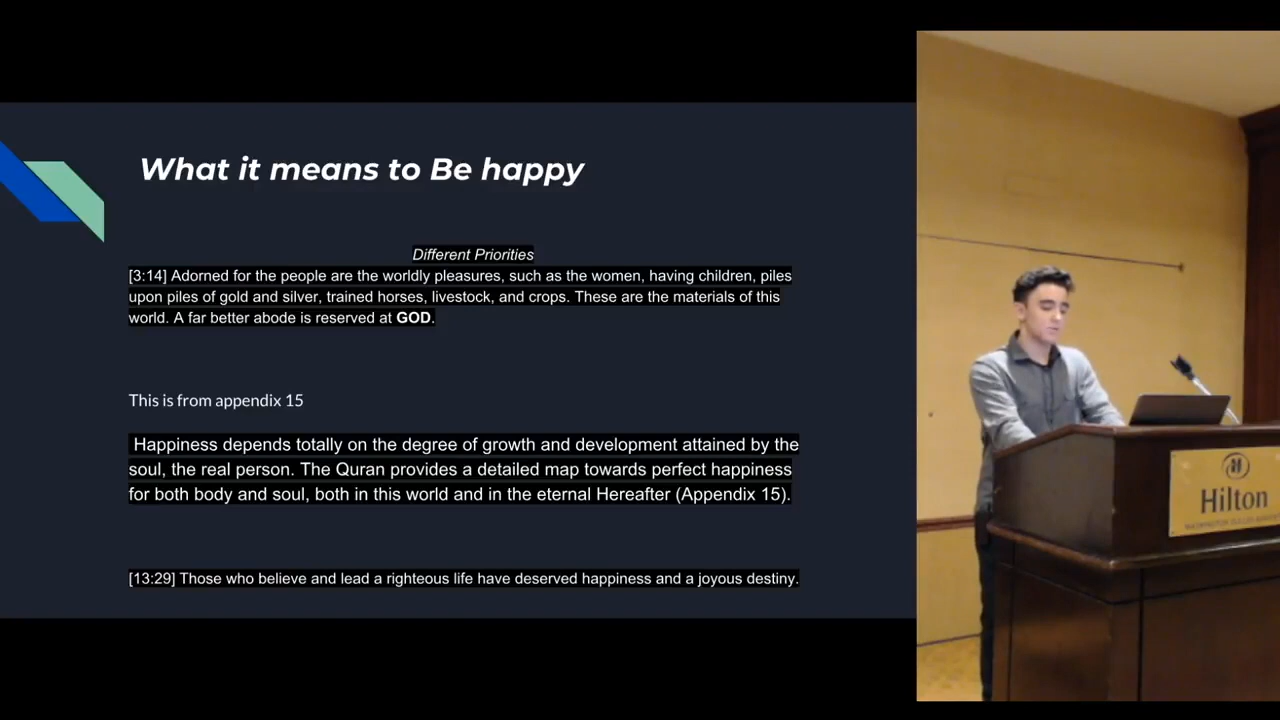 What it means to Be happy
Different Priorities
[3:14] Adorned for the people are the worldly pleasures, such as the women, having children, piles
upon piles of gold and silver, trained horses, livestock, and crops. These are the materials of this
world. A far better abode is reserved at GOD.
This is from appendix 15
Happiness depends totally on the degree of growth and development attained by the
soul, the real person. The Quran provides a detailed map towards perfect happiness
for both body and soul, both in this world and in the eternal Hereafter (Appendix 15).
[13:29] Those who believe and lead a righteous life have deserved happiness and a joyous destiny.
Hilton